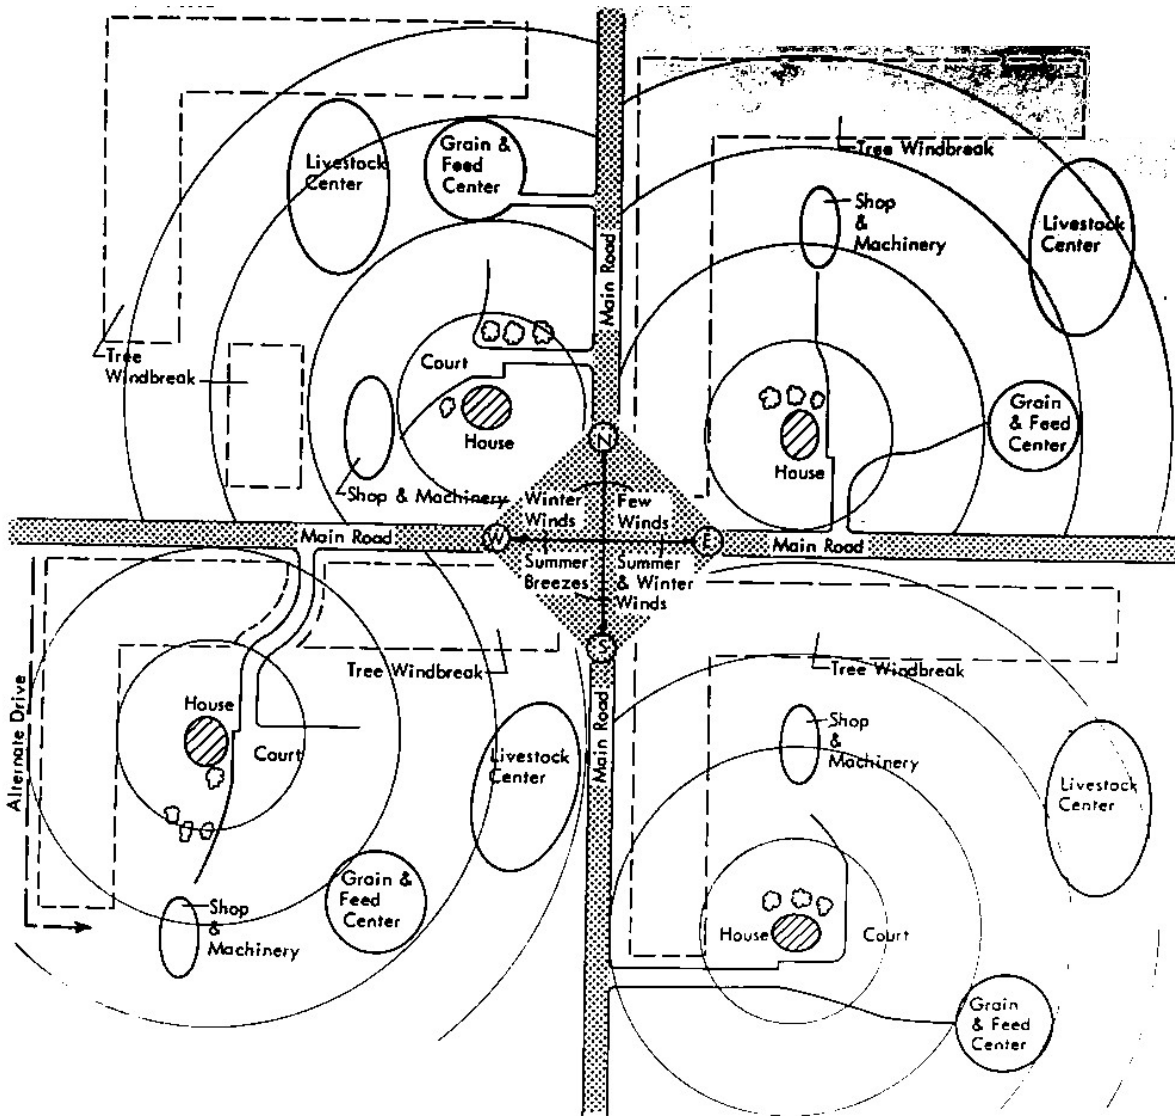 Livestock
Center
Grain &
Feed
Center
Main Road
Tree
Windbreak
Court
House
Shop & Machinery
Tree Windbreak
Shop
&
Machinery
Livestock
Center
House
Grain
& Feed
Center
Main Road
N
W
E
S
Winter
Winds
Few
Winds
Summer
Breezes
Summer
& Winter
Winds
Main Road
Alternate Drive
Tree Windbreak
House
Court
Livestock
Center
Grain &
Feed
Center
Shop
&
Machinery
Main Road
Tree Windbreak
Shop
&
Machinery
Livestock
Center
House
Court
Grain
& Feed
Center